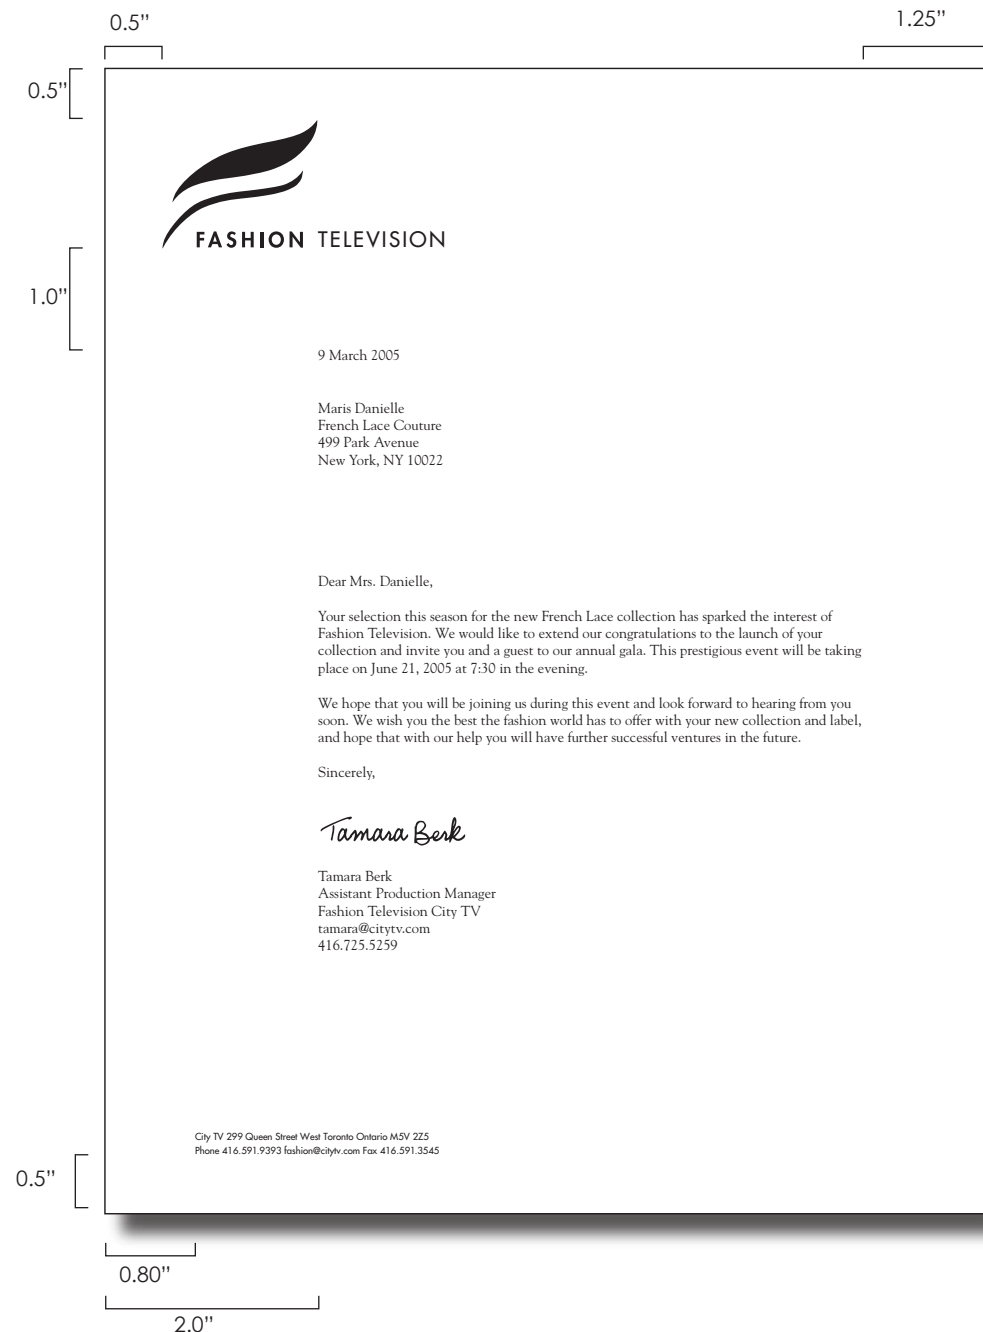 0.5”
1.25”
0.5”
FASHION TELEVISION
1.0”
9 March 2005
Maris Danielle
French Lace Couture
499 Park Avenue
New York, NY 10022
Dear Mrs. Danielle,
Your selection this season for the new French Lace collection has sparked the interest of
Fashion Television. We would like to extend our congratulations to the launch of your
collection and invite you and a guest to our annual gala. This prestigious event will be taking
place on June 21, 2005 at 7:30 in the evening.
We hope that you will be joining us during this event and look forward to hearing from you
soon. We wish you the best the fashion world has to offer with your new collection and label,
and hope that with our help you will have further successful ventures in the future.
Sincerely,
Tamara Berk
Tamara Berk
Assistant Production Manager
Fashion Television City TV
tamara@citytv.com
416.725.5259
City TV 299 Queen Street West Toronto Ontario M5V 2Z5
Phone 416.591.9393 fashion@citytv.com Fax 416.591.3545
0.5”
0.80”
2.0”